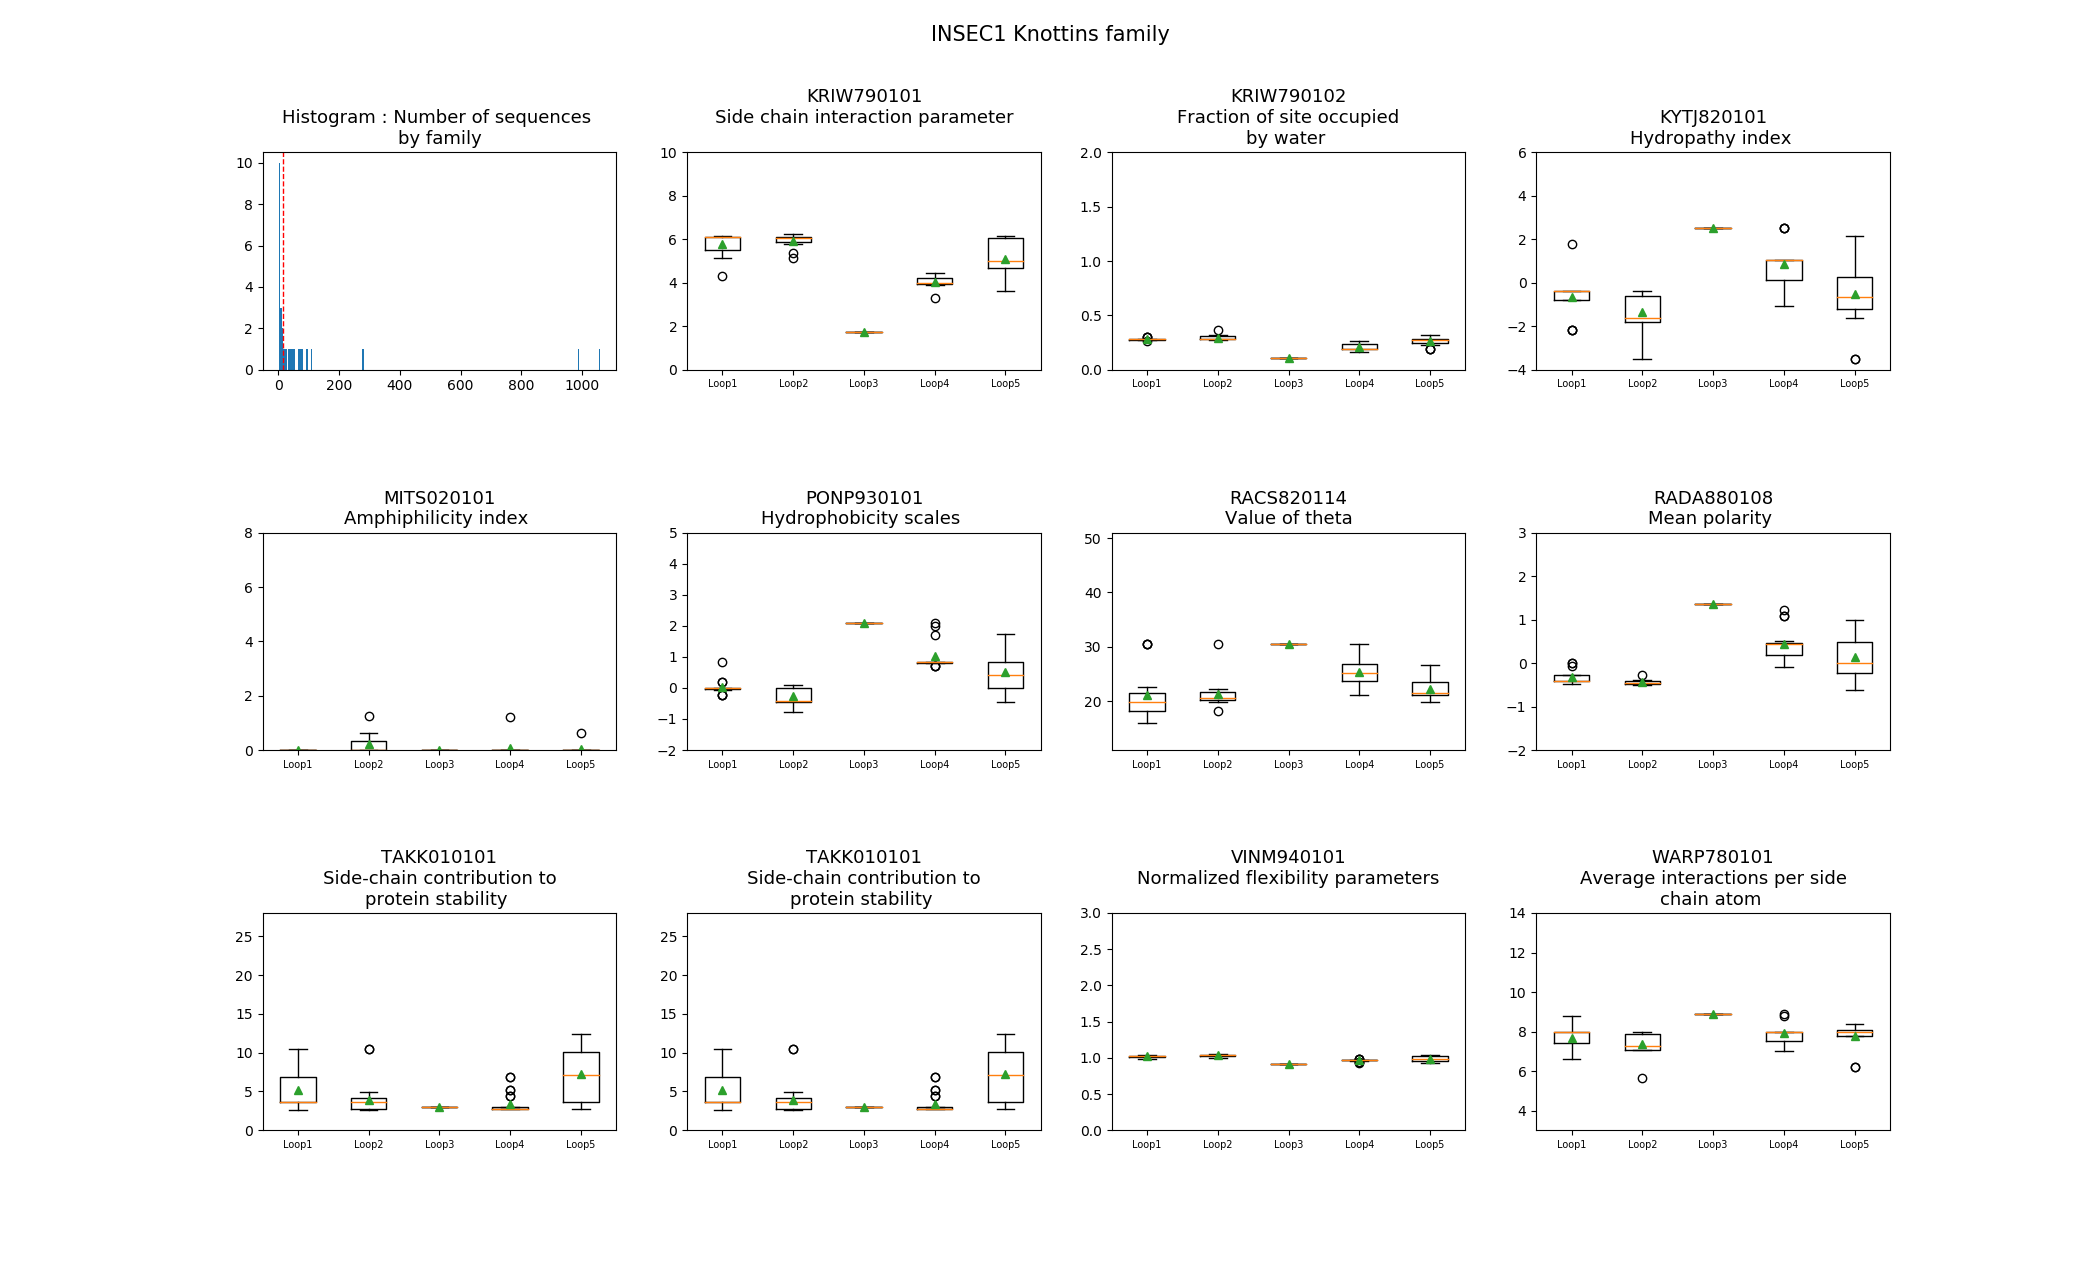 INSEC1 Knottins family
Histogram : Number of sequences
by family
10
8
6
4
2
0
0 200 400 600 800 1000
KRIW790101
Side chain interaction parameter
10
8
6
4
2
0
Loop1 Loop2 Loop3 Loop4 Loop5
KRIW790102
Fraction of site occupied
by water
2.0
1.5
1.0
0.5
0.0
Loop1 Loop2 Loop3 Loop4 Loop5
KYTJ820101
Hydropathy index
6
4
2
0
−2
−4
Loop1 Loop2 Loop3 Loop4 Loop5
MITS020101
Amphiphilicity index
8
6
4
2
0
Loop1 Loop2 Loop3 Loop4 Loop5
PONP930101
Hydrophobicity scales
5
4
3
2
1
0
−1
−2
Loop1 Loop2 Loop3 Loop4 Loop5
RACS820114
Value of theta
50
40
30
20
Loop1 Loop2 Loop3 Loop4 Loop5
RADA880108
Mean polarity
3
2
1
0
−1
−2
Loop1 Loop2 Loop3 Loop4 Loop5
TAKK010101
Side-chain contribution to
protein stability
25
20
15
10
5
0
Loop1 Loop2 Loop3 Loop4 Loop5
TAKK010101
Side-chain contribution to
protein stability
25
20
15
10
5
0
Loop1 Loop2 Loop3 Loop4 Loop5
VINM940101
Normalized flexibility parameters
3.0
2.5
2.0
1.5
1.0
0.5
0.0
Loop1 Loop2 Loop3 Loop4 Loop5
WARP780101
Average interactions per side
chain atom
14
12
10
8
6
4
Loop1 Loop2 Loop3 Loop4 Loop5